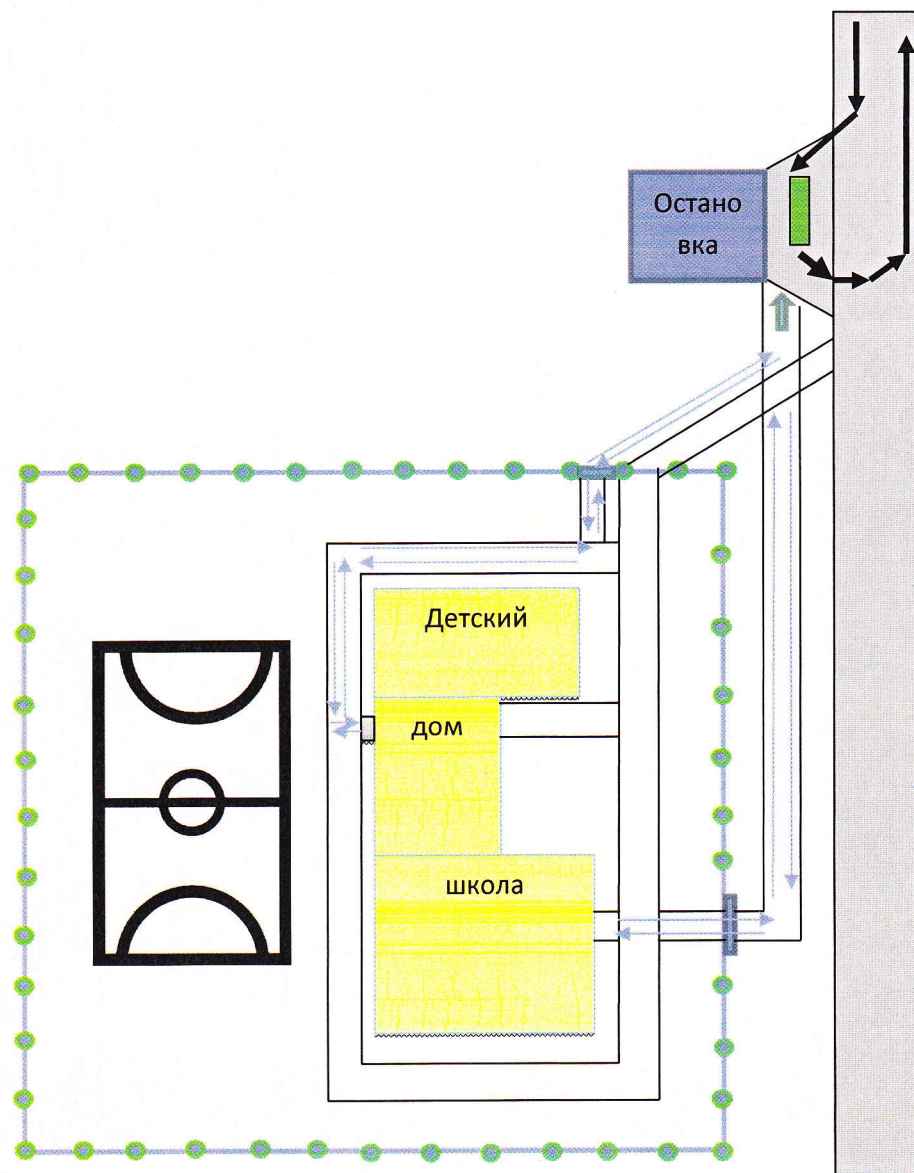 Остано
вка
Детский
дом
школа